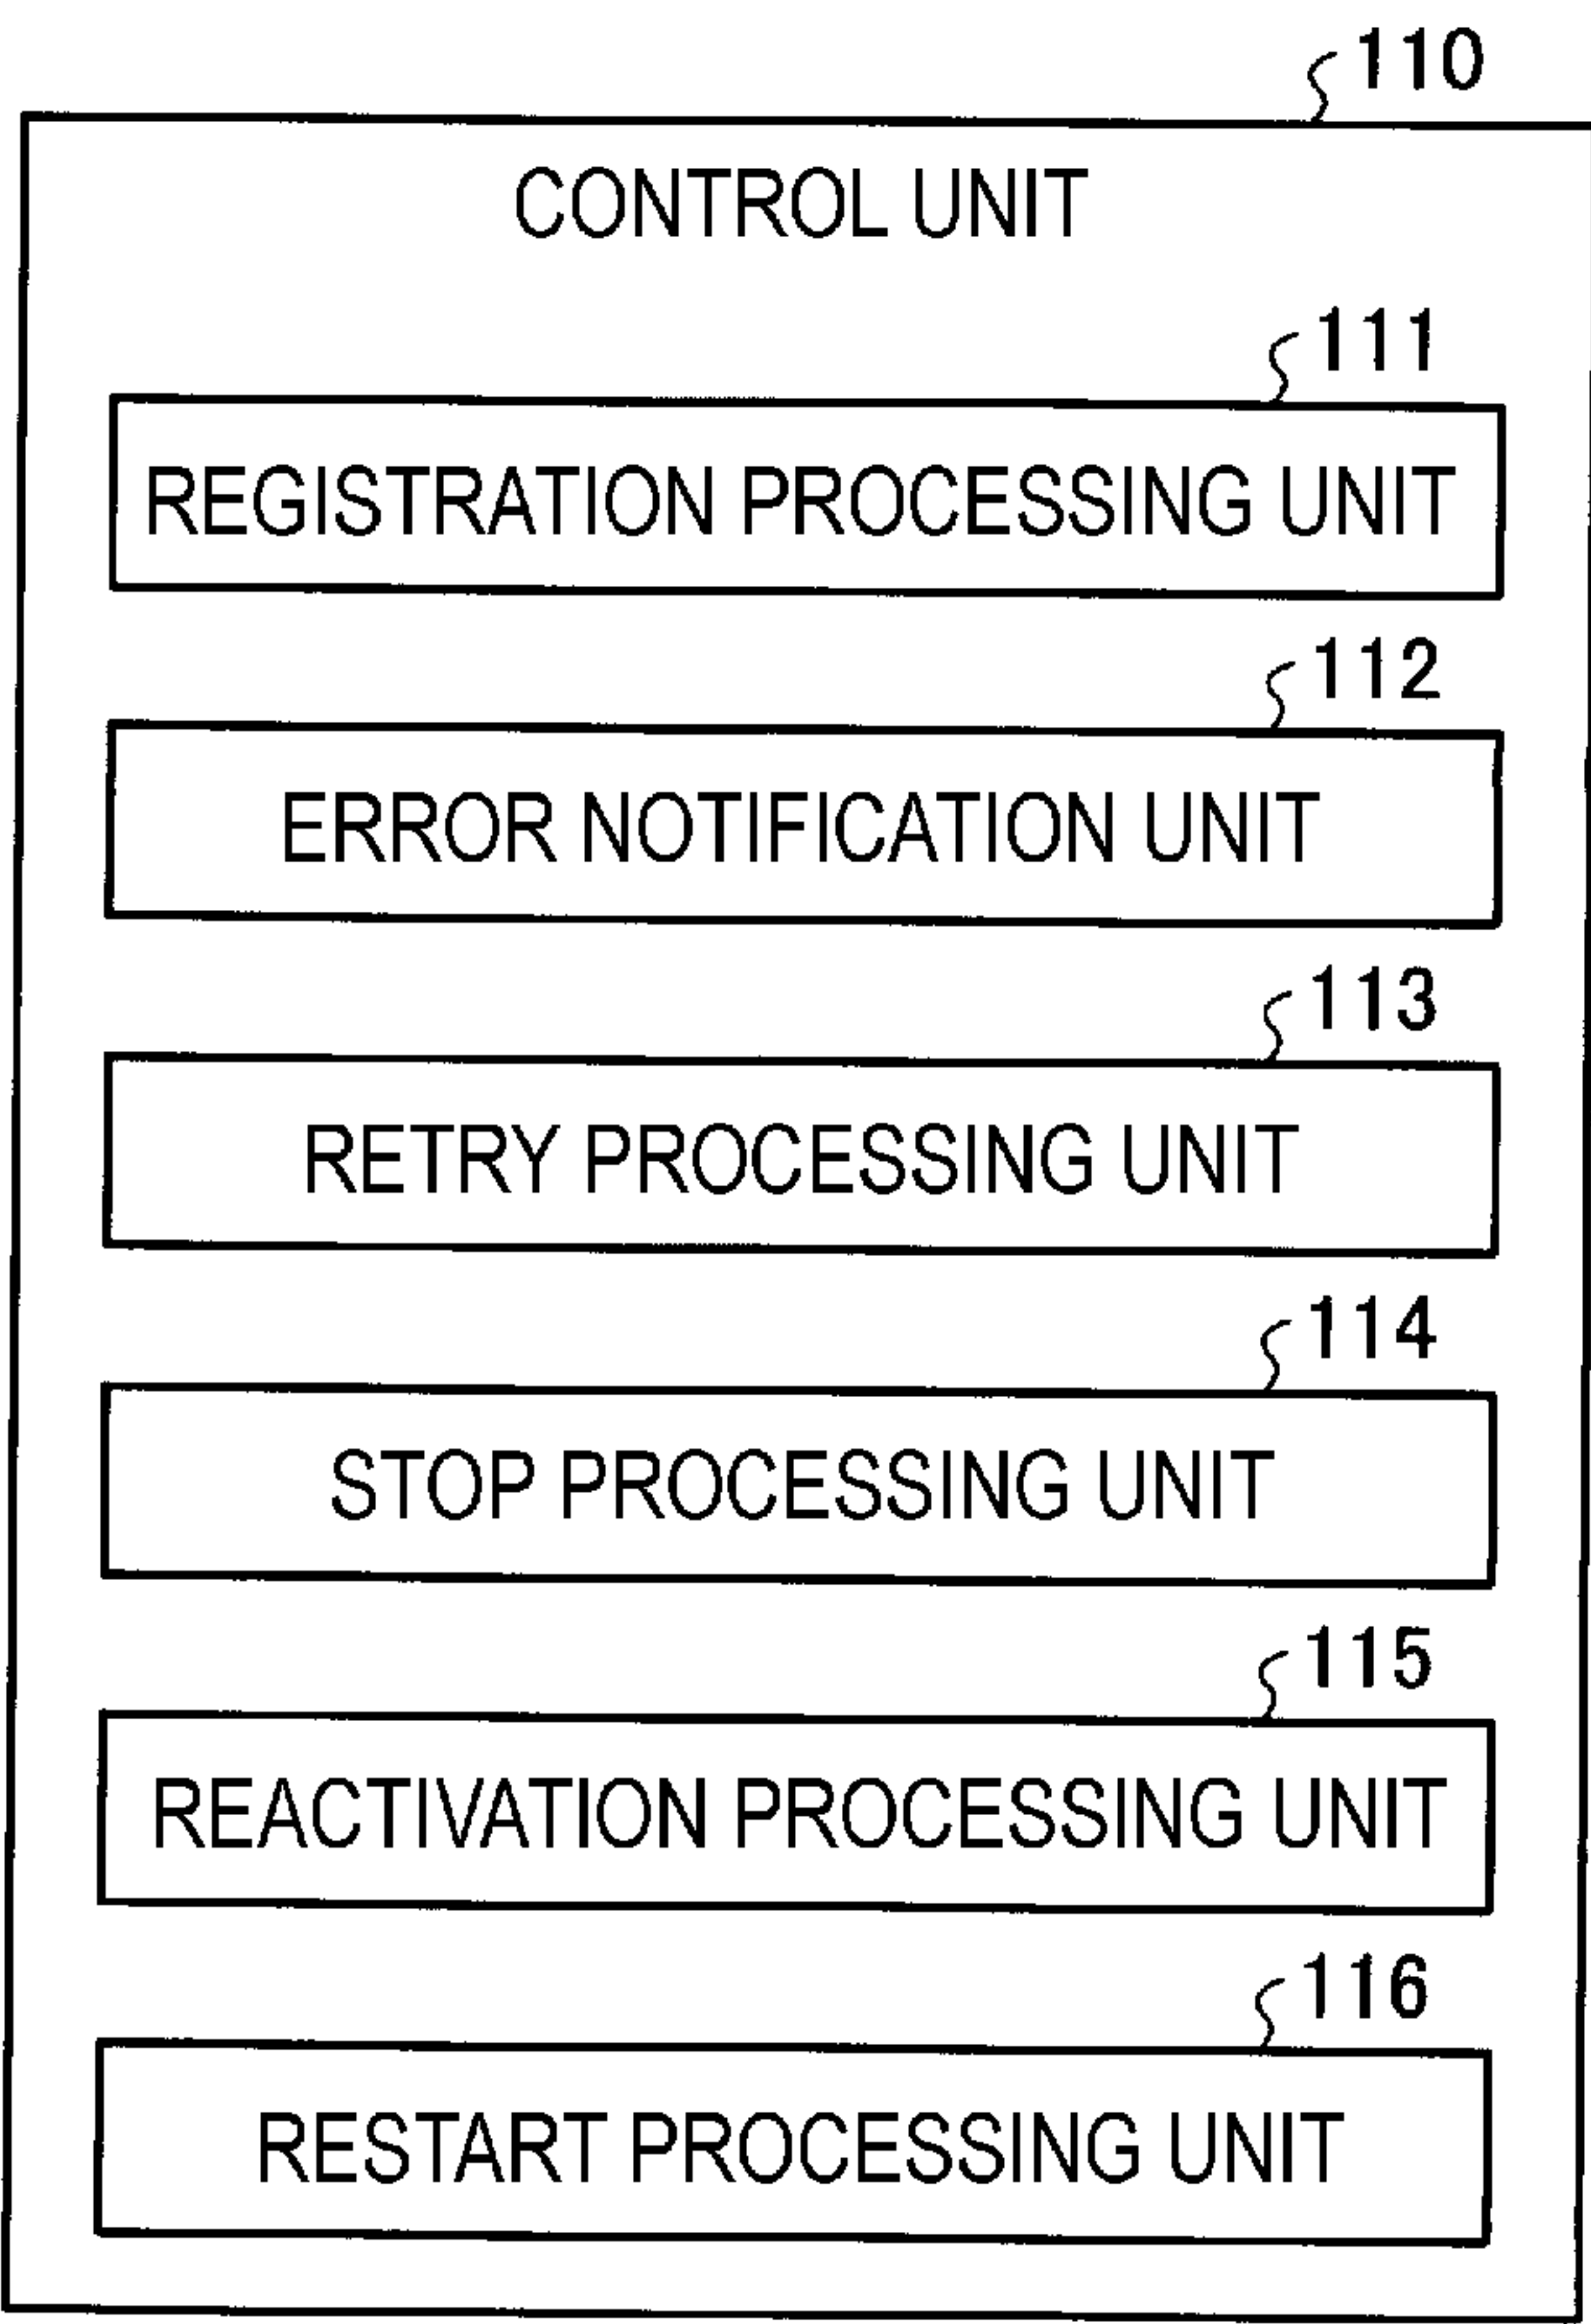 110
CONTROL UNIT
111
REGISTRATION PROCESSING UNIT
112
ERROR NOTIFICATION UNIT
113
RETRY PROCESSING UNIT
114
STOP PROCESSING UNIT
115
REACTIVATION PROCESSING UNIT
116
RESTART PROCESSING UNIT